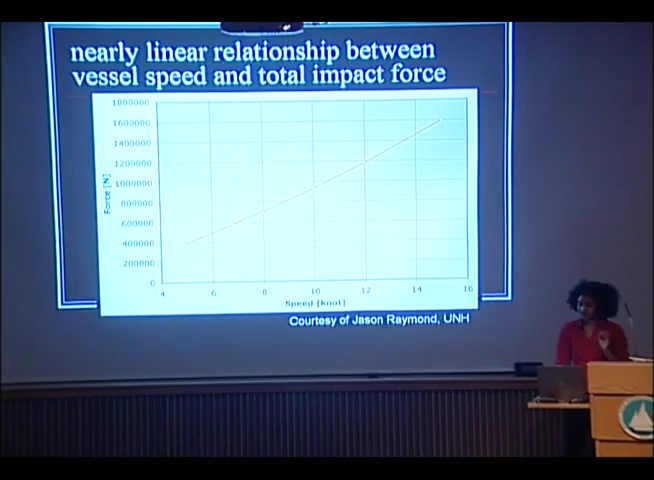 nearly linear relationship between
vessel speed and total impact force
1800000
1600000
1400000
1200000
1000000
800000
600000
400000
200000
0
Force [N]
4 6 8 10 12 14 16
Speed [knot]
Courtesy of Jason Raymond, UNH